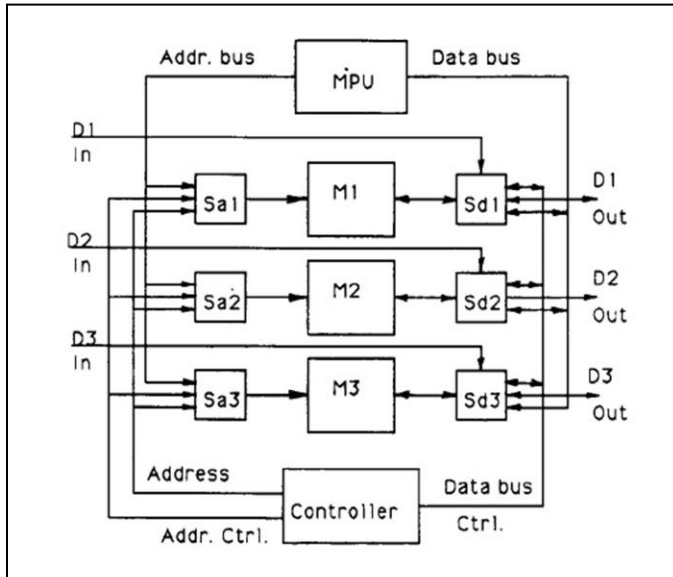 Addr. bus
MPU
Data bus
D1
In
Sa1
M1
Sd1
D1
Out
D2
In
Sa2
M2
Sd2
D2
Out
D3
In
Sa3
M3
Sd3
D3
Out
Address
Addr. Ctrl.
Controller
Data bus
Ctrl.